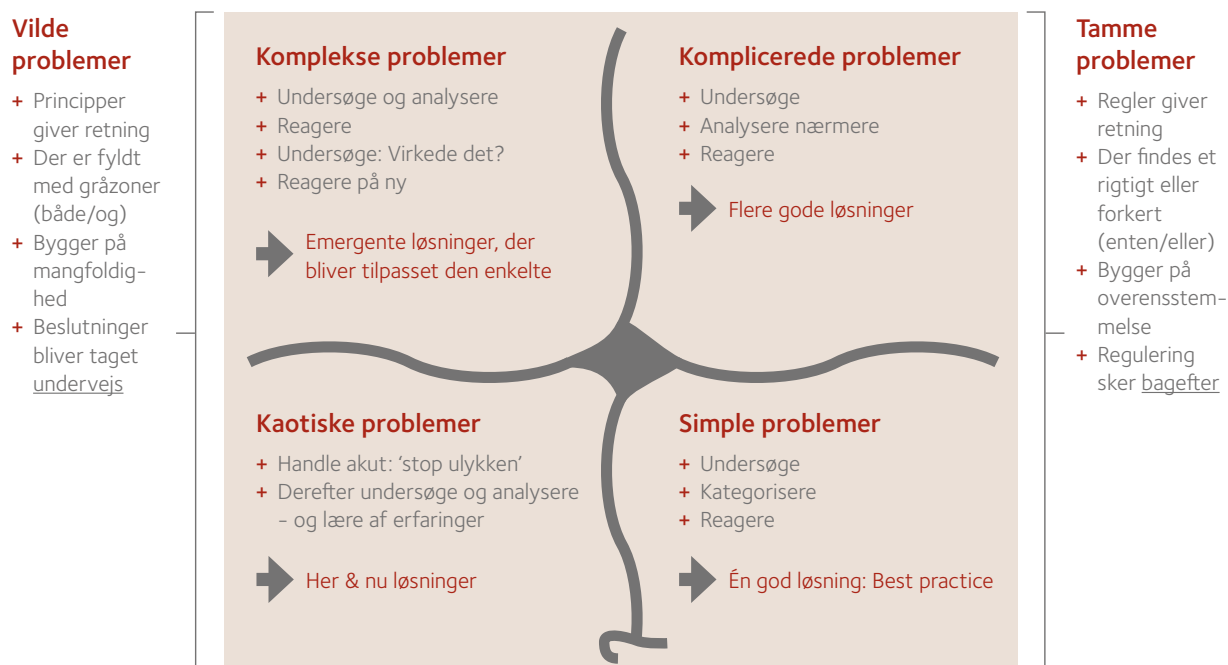 Vilde
problemer
+ Principper
giver retning
+ Der er fyldt
med gråzoner
(både/og)
+ Bygger på
mangfoldig-
hed
+ Beslutninger
bliver taget
undervejs
Komplekse problemer
+ Undersøge og analysere
+ Reagere
+ Undersøge: Virkede det?
+ Reagere på ny
Emergente løsninger, der
bliver tilpasset den enkelte
Komplicerede problemer
+ Undersøge
+ Analysere nærmere
+ Reagere
Flere gode løsninger
Kaotiske problemer
+ Handle akut: ‘stop ulykken’
+ Derefter undersøge og analysere
- og lære af erfaringer
Her & nu løsninger
Simple problemer
+ Undersøge
+ Kategorisere
+ Reagere
Én god løsning: Best practice
Tamme
problemer
+ Regler giver
retning
+ Der findes et
rigtigt eller
forkert
(enten/eller)
+ Bygger på
overensstem-
melse
+ Regulering
sker bagefter